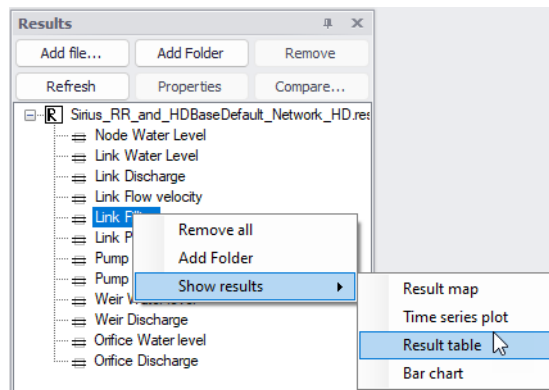 Results
Add file...
Add Folder
Remove
Refresh
Properties
Compare...
R Sirius_RR_and_HDBaseDefault_Network_HD.res
Node Water Level
Link Water Level
Link Discharge
Link Flow velocity
Link
Link P
Pump
Pump
Weir
Weir Discharge
Orifice Water level
Orifice Discharge
Remove all
Add Folder
Show results
Result map
Time series plot
Result table
Bar chart